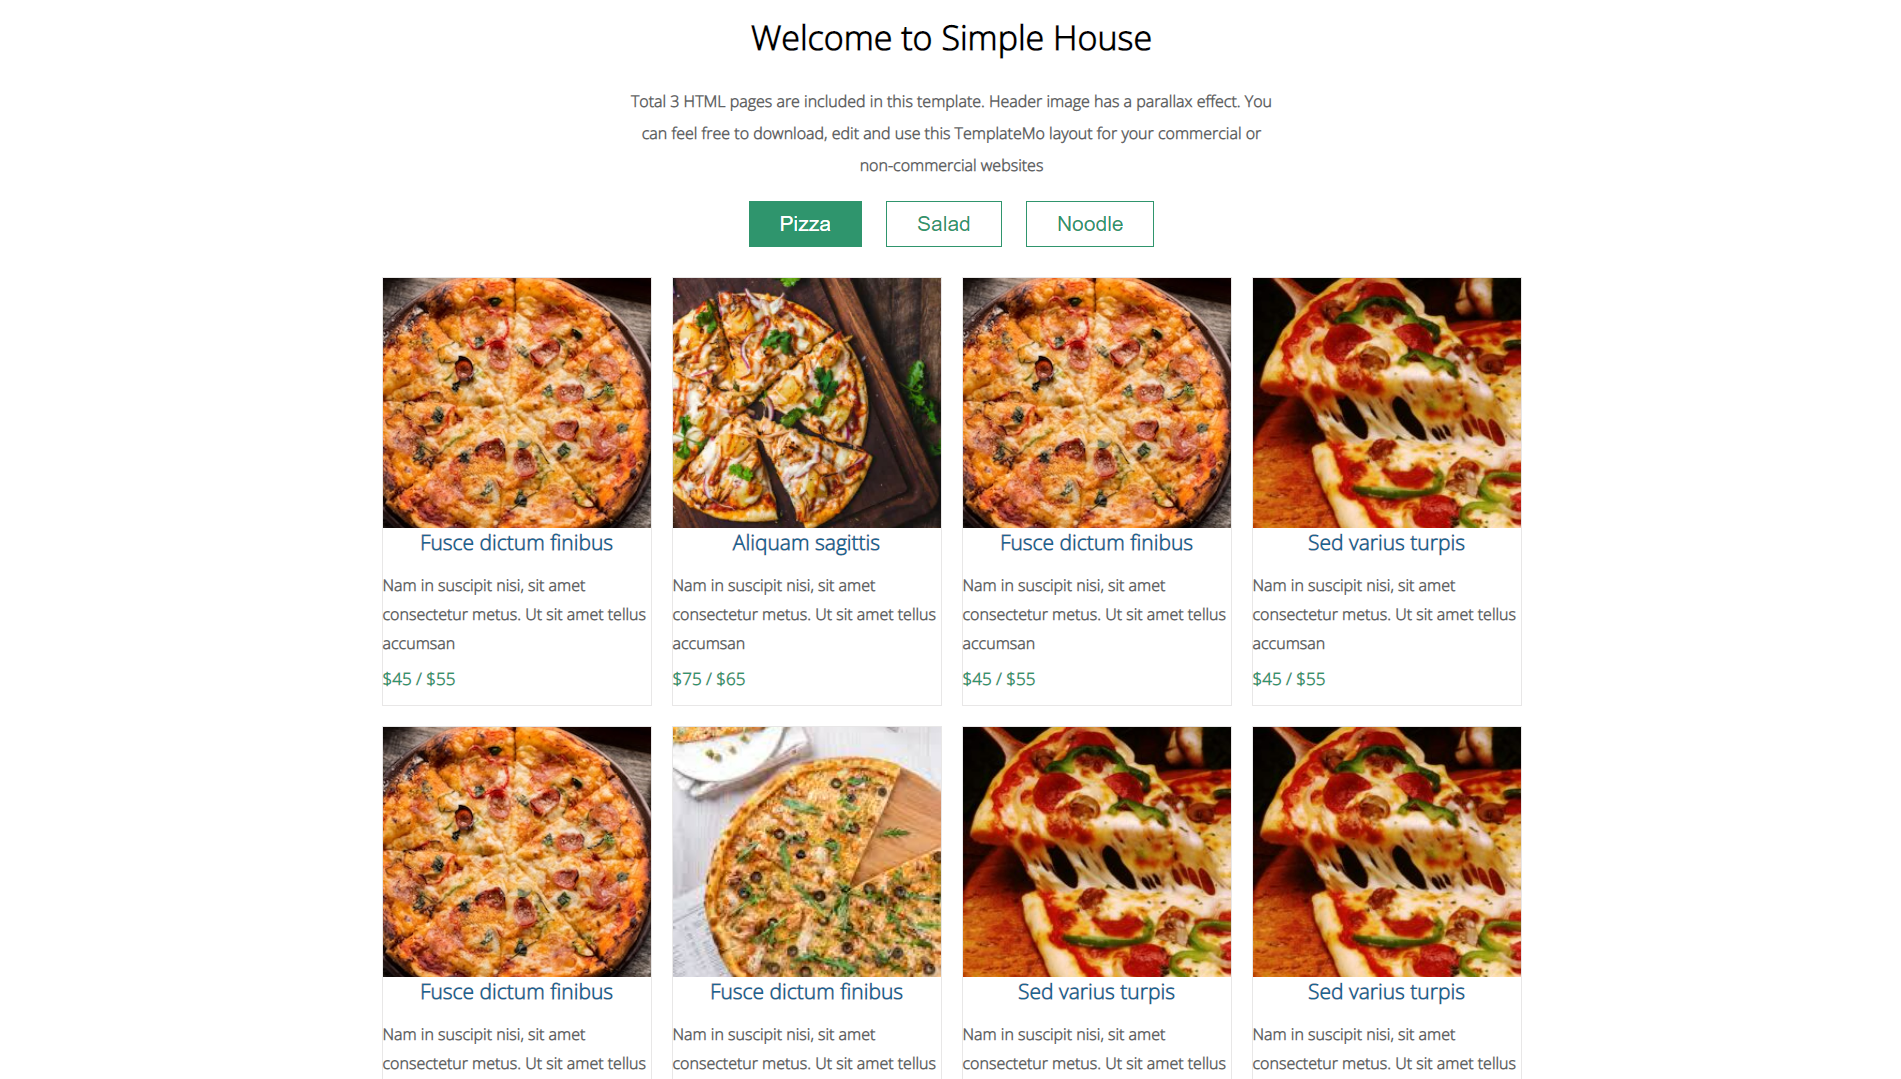 Welcome to Simple House
Total 3 HTML pages are included in this template. Header image has a parallax effect. You
can feel free to download, edit and use this TemplateMo layout for your commercial or
non-commercial websites
Pizza
Salad
Noodle
Fusce dictum finibus
Nam in suscipit nisi, sit amet
consectetur metus. Ut sit amet tellus
accumsan
$45 / $55
Aliquam sagittis
Nam in suscipit nisi, sit amet
consectetur metus. Ut sit amet tellus
accumsan
$75 / $65
Fusce dictum finibus
Nam in suscipit nisi, sit amet
consectetur metus. Ut sit amet tellus
accumsan
$45 / $55
Sed varius turpis
Nam in suscipit nisi, sit amet
consectetur metus. Ut sit amet tellus
accumsan
$45 / $55
Fusce dictum finibus
Nam in suscipit nisi, sit amet
consectetur metus. Ut sit amet tellus
Fusce dictum finibus
Nam in suscipit nisi, sit amet
consectetur metus. Ut sit amet tellus
Sed varius turpis
Nam in suscipit nisi, sit amet
consectetur metus. Ut sit amet tellus
Sed varius turpis
Nam in suscipit nisi, sit amet
consectetur metus. Ut sit amet tellus